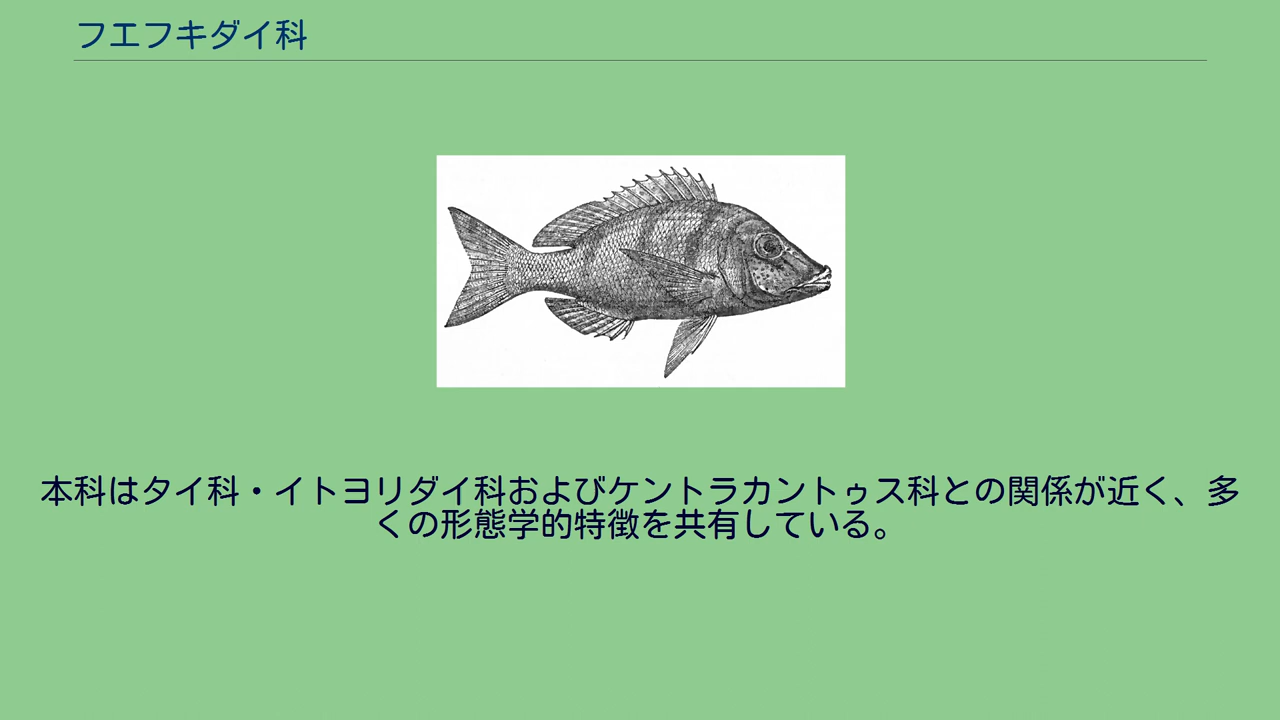 フエフキダイ科
本科はタイ科・イトヨリダイ科およびケントラカントゥス科との関係が近く、多
くの形態学的特徴を共有している。